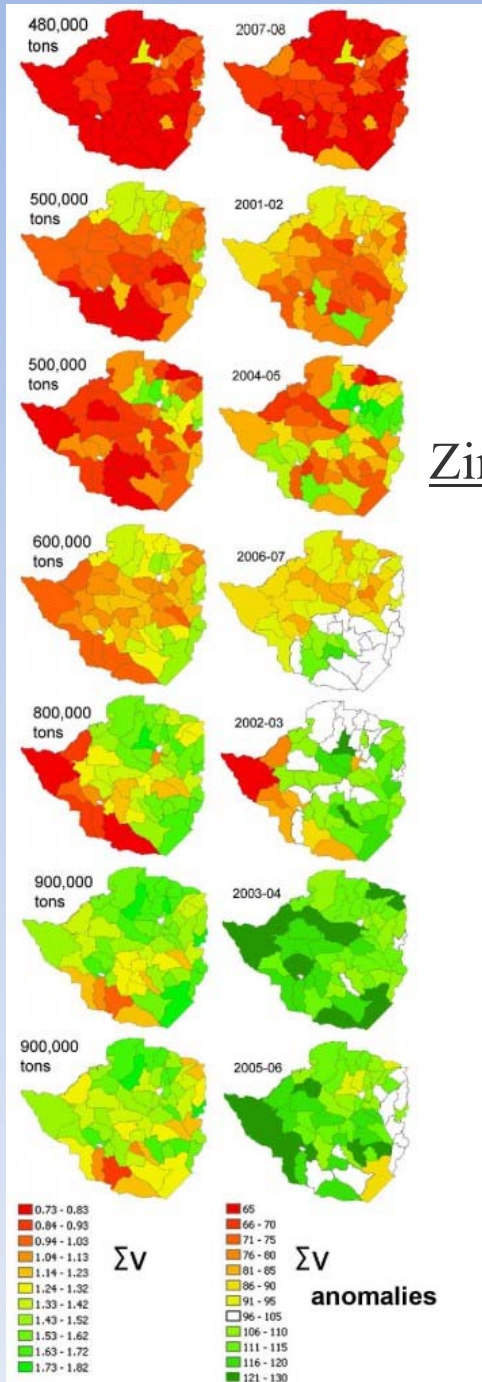 480,000
tons
2007-08
500,000
tons
2001-02
500,000
tons
2004-05
600,000
tons
2006-07
800,000
tons
2002-03
900,000
tons
2003-04
900,000
tons
2005-06
0.73 - 0.83
0.84 - 0.93
0.94 - 1.03
1.04 - 1.13
1.14 - 1.23
1.24 - 1.32
1.33 - 1.42
1.43 - 1.52
1.53 - 1.62
1.63 - 1.72
1.73 - 1.82
Σv
65
66 - 70
71 - 75
76 - 80
81 - 85
86 - 90
91 - 95
96 - 105
106 - 110
111 - 115
116 - 120
121 - 130
Σv
anomalies